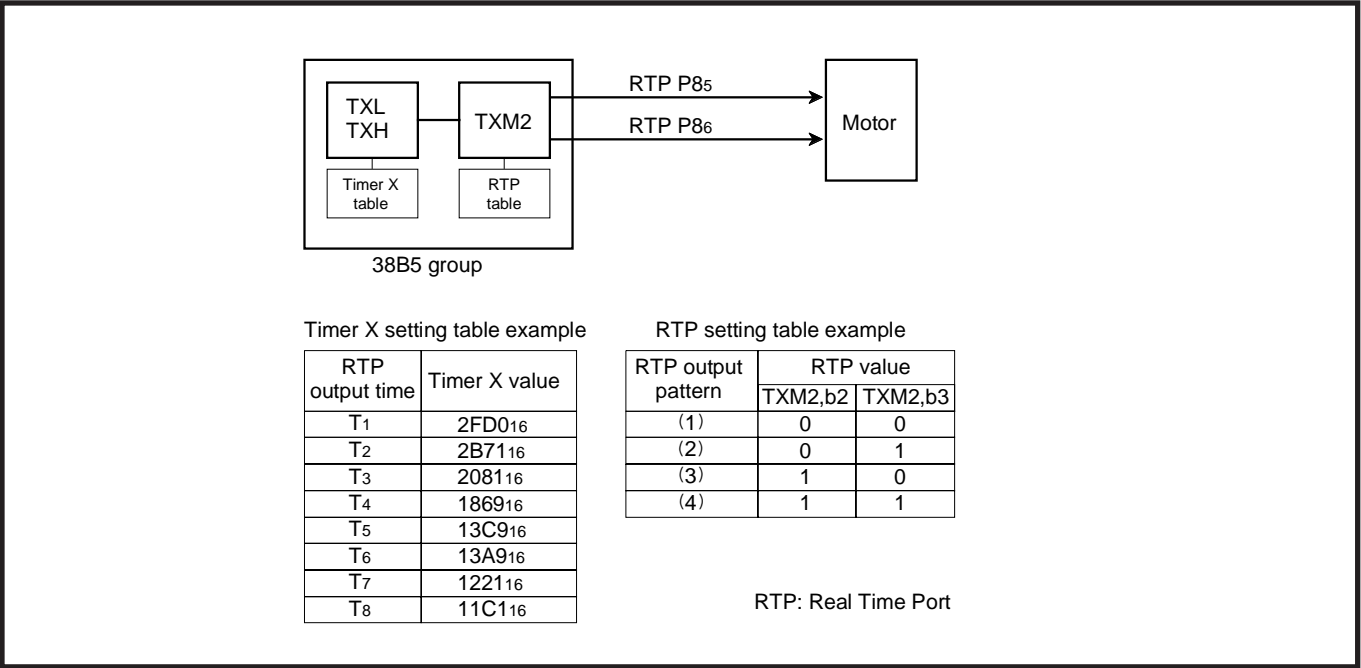 RTP P85
RTP P86
TXL
TXH
TXM2
Motor
Timer X
table
RTP
table
38B5 group
Timer X setting table example
RTP
output time
Timer X value
T1 2FD016
T2 2B7116
T3 208116
T4 186916
T5 13C916
T6 13A916
T7 122116
T8 11C116
RTP setting table example
RTP output
pattern
RTP value
TXM2,b2 TXM2,b3
(1) 0 0
(2) 0 1
(3) 1 0
(4) 1 1
RTP: Real Time Port